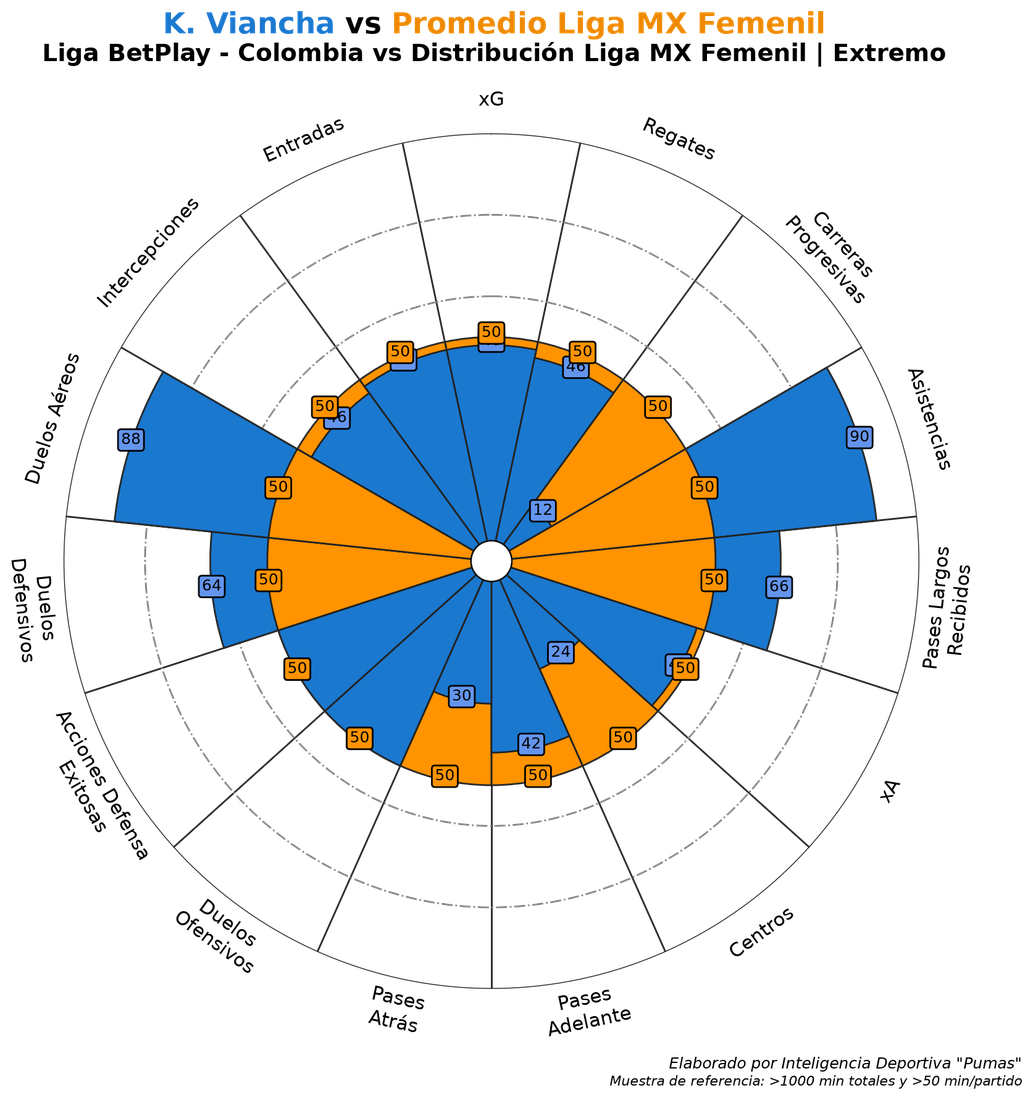 K. Viancha vs Promedio Liga MX Femenil
Liga BetPlay - Colombia vs Distribución Liga MX Femenil | Extremo
xG
Entradas
Regates
Intercepciones
Carreras
Progresivas
50
50
50
46
50
50
46
12
Duelos Aéreos
Asistencias
88
90
50
50
Duelos
Defensivos
64
50
50
66
Pases Largos
Recibidos
50
24
50
30
50
42
50
50
50
Acciones Defensa
Exitosas
xA
Duelos
Ofensivos
Centros
Pases
Atrás
Pases
Adelante
Elaborado por Inteligencia Deportiva "Pumas"
Muestra de referencia: >1000 min totales y >50 min/partido